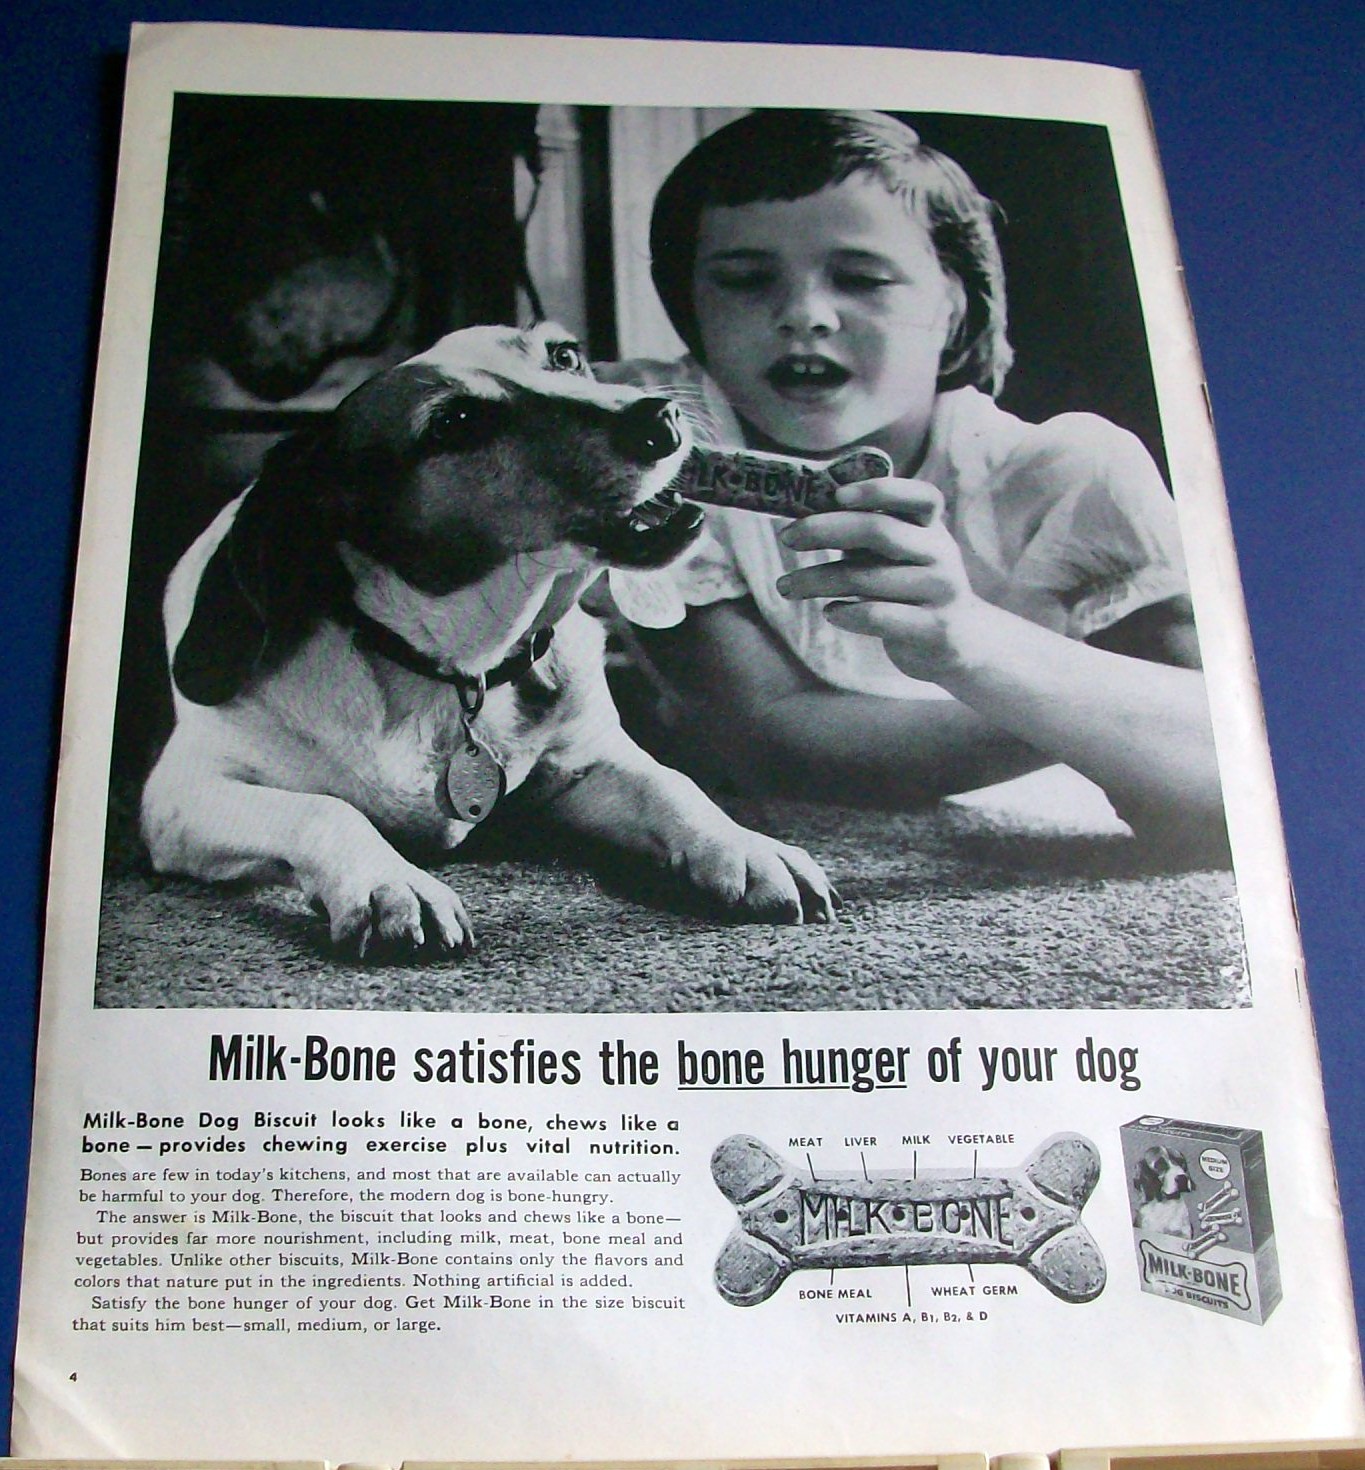 LK•BONE
Milk-Bone satisfies the bone hunger of your dog
Milk-Bone Dog Biscuit looks like a bone, chews like a
bone — provides chewing exercise plus vital nutrition.
Bones are few in today's kitchens, and most that are available can actually
be harmful to your dog. Therefore, the modern dog is bone-hungry.
The answer is Milk-Bone, the biscuit that looks and chews like a bone—
but provides far more nourishment, including milk, meat, bone meal and
vegetables. Unlike other biscuits, Milk-Bone contains only the flavors and
colors that nature put in the ingredients. Nothing artificial is added.
Satisfy the bone hunger of your dog. Get Milk-Bone in the size biscuit
that suits him best—small, medium, or large.
MEAT LIVER MILK VEGETABLE
•MILK•BONE•
BONE MEAL WHEAT GERM
VITAMINS A, B1, B2, & D
MEDIUM
SIZE
MILK-BONE
DOG BISCUITS
4